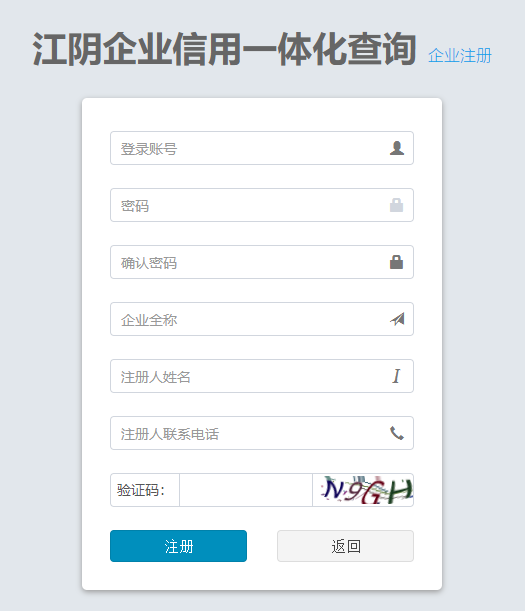 江阴企业信用一体化查询 企业注册
登录账号
密码
确认密码
企业全称
注册人姓名
注册人联系电话
验证码： N9GH
注册 返回